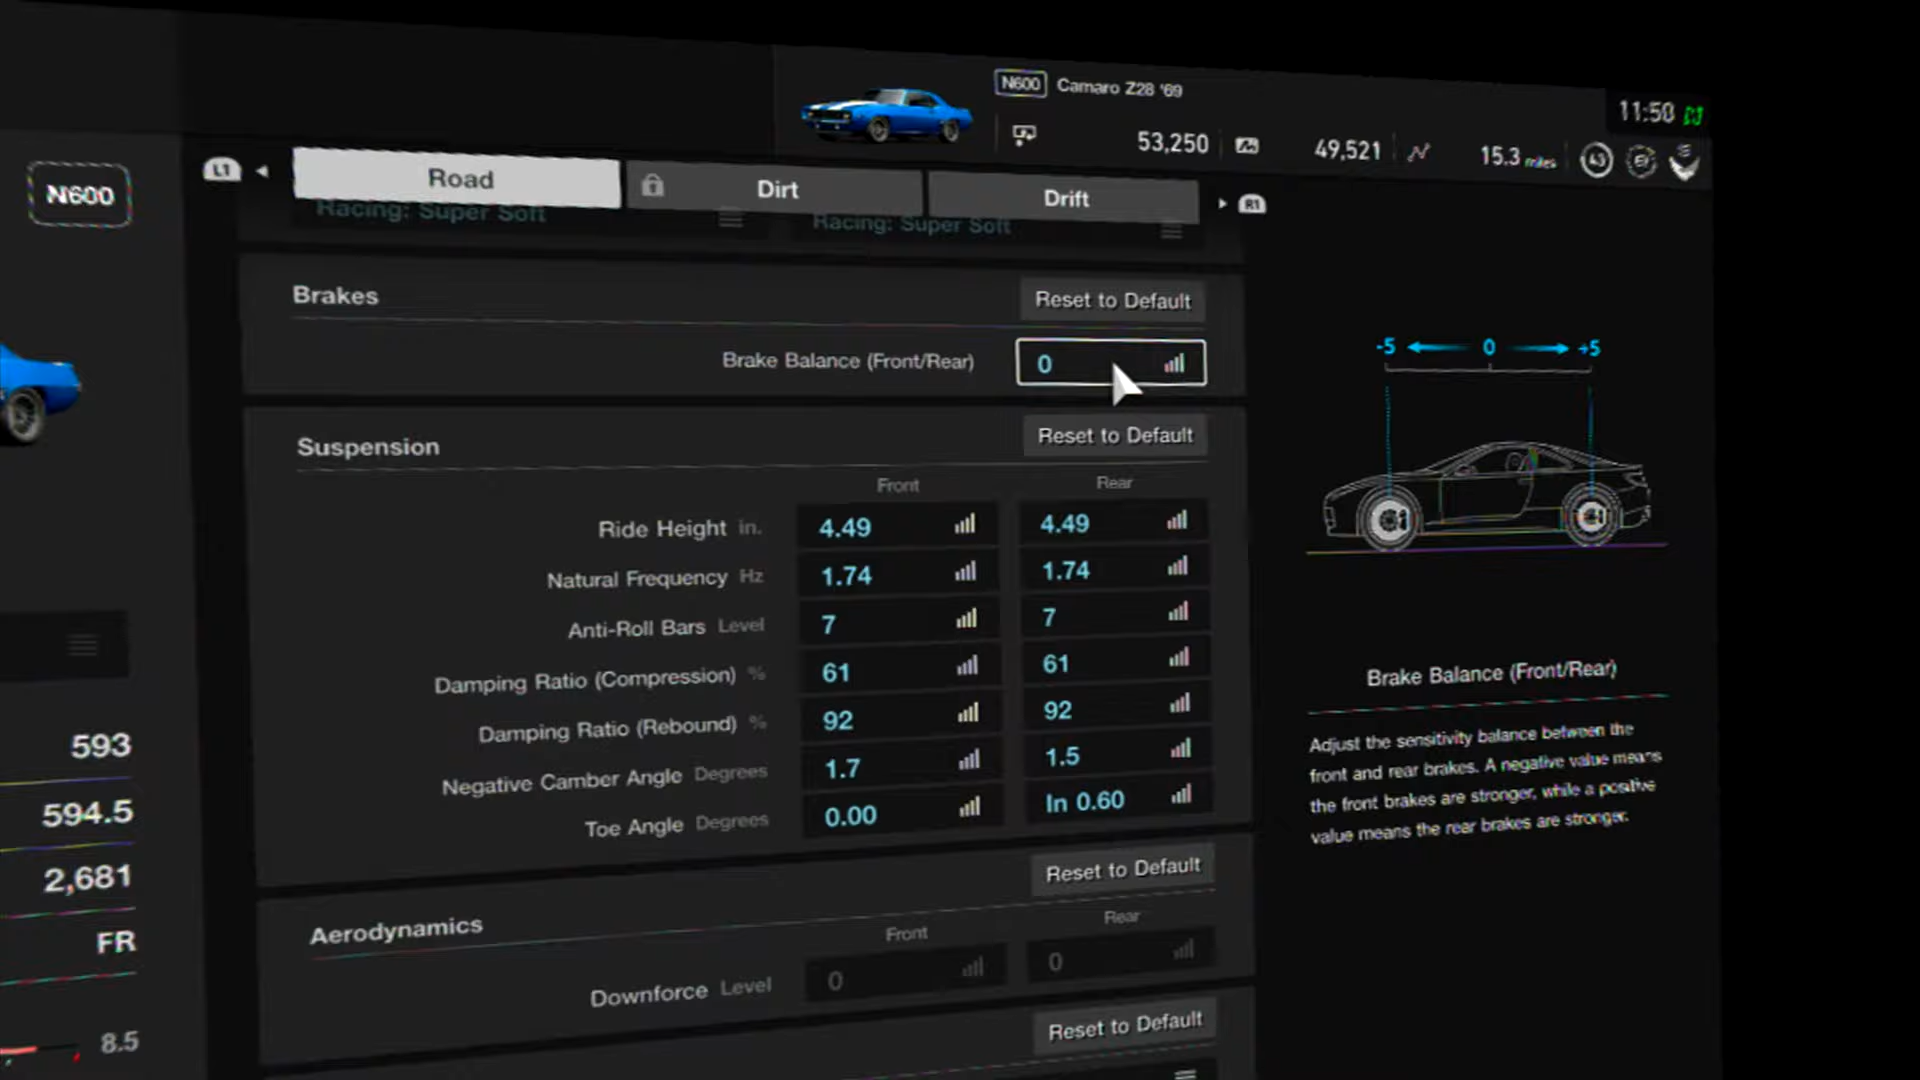 N600 Camaro Z28 '69
11:58
53,250 49,521 15.3 miles 43
L1 Road Dirt Drift R1
N600
Racing: Super Soft Racing: Super Soft
Brakes Reset to Default
Brake Balance (Front/Rear) 0
Suspension Reset to Default
Front Rear
Ride Height in. 4.49 4.49
Natural Frequency Hz 1.74 1.74
Anti-Roll Bars Level 7 7
Damping Ratio (Compression) % 61 61
Damping Ratio (Rebound) % 92 92
Negative Camber Angle Degrees 1.7 1.5
Toe Angle Degrees 0.00 In 0.60
Reset to Default
Aerodynamics
Front Rear
Downforce Level 0 0
Reset to Default
593
594.5
2,681
FR
8.5
-5 0 +5
Brake Balance (Front/Rear)
Adjust the sensitivity balance between the
front and rear brakes. A negative value means
the front brakes are stronger, while a positive
value means the rear brakes are stronger.